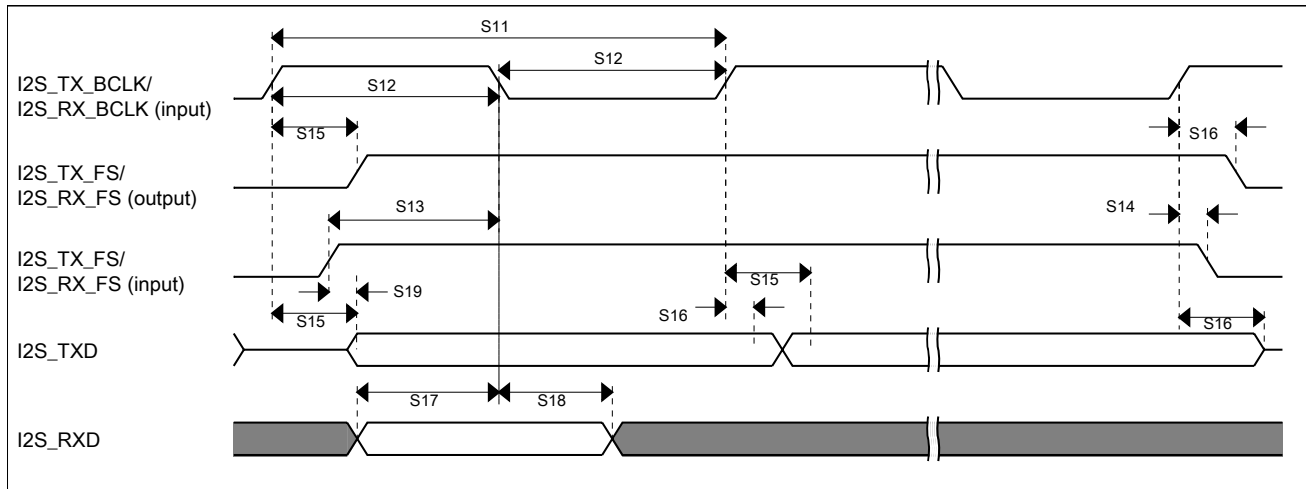 S11
S12
I2S_TX_BCLK/
I2S_RX_BCLK (input)
S12
S15
S16
I2S_TX_FS/
I2S_RX_FS (output)
S13
S14
I2S_TX_FS/
I2S_RX_FS (input)
S15
S19
S15
S16
S16
I2S_TXD
S17
S18
I2S_RXD